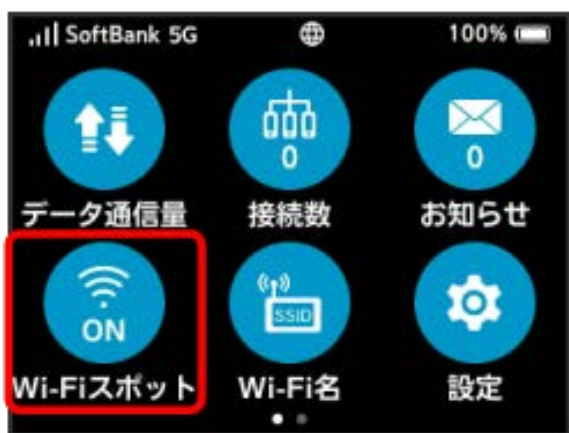 SoftBank 5G 100%
0 0
データ通信量 接続数 お知らせ
ON SSID
Wi-Fiスポット Wi-Fi名 設定